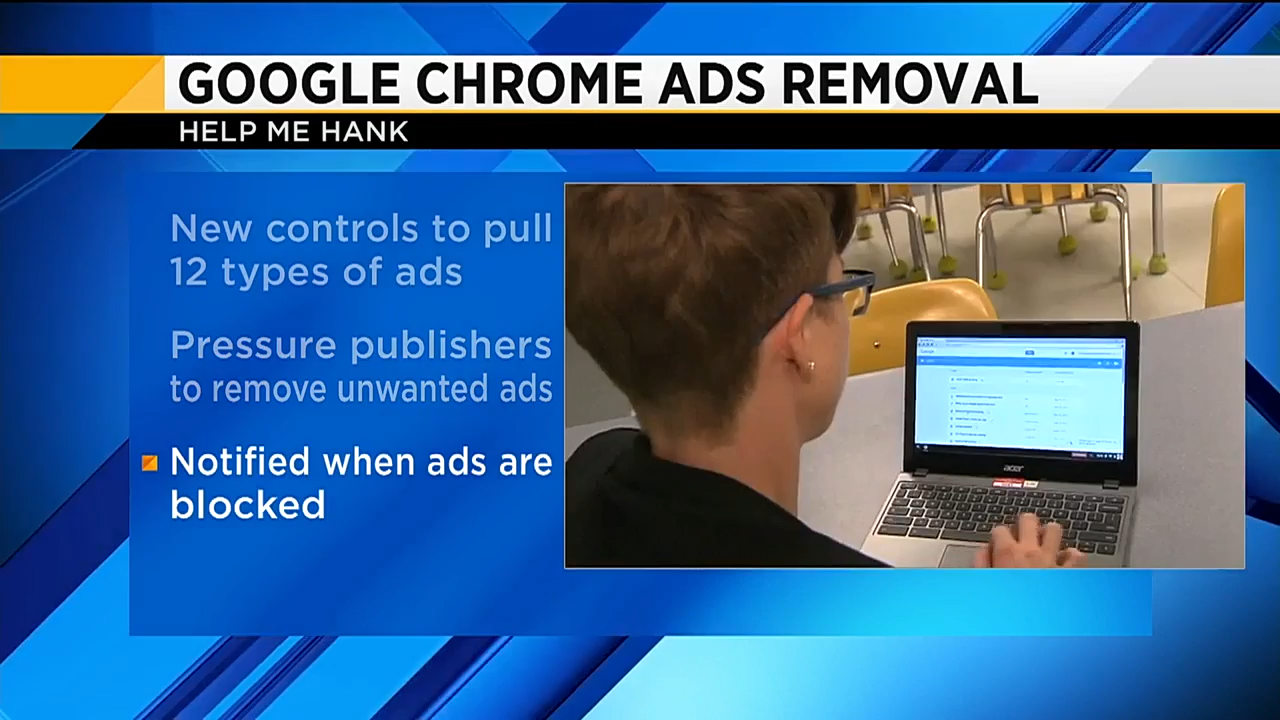 GOOGLE CHROME ADS REMOVAL
HELP ME HANK
New controls to pull
12 types of ads
Pressure publishers
to remove unwanted ads
Notified when ads are
blocked
acer